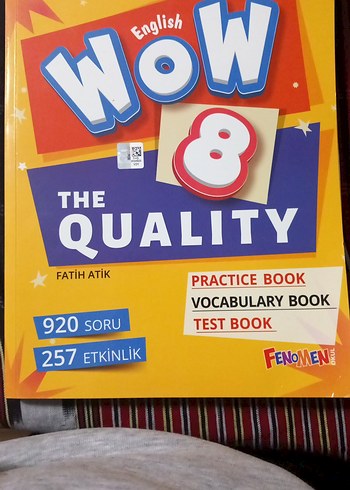 English
WOW
8
THE
QUALITY
FATİH ATİK
PRACTICE BOOK
VOCABULARY BOOK
TEST BOOK
920 SORU
257 ETKİNLİK
FENOMEN
OKUL